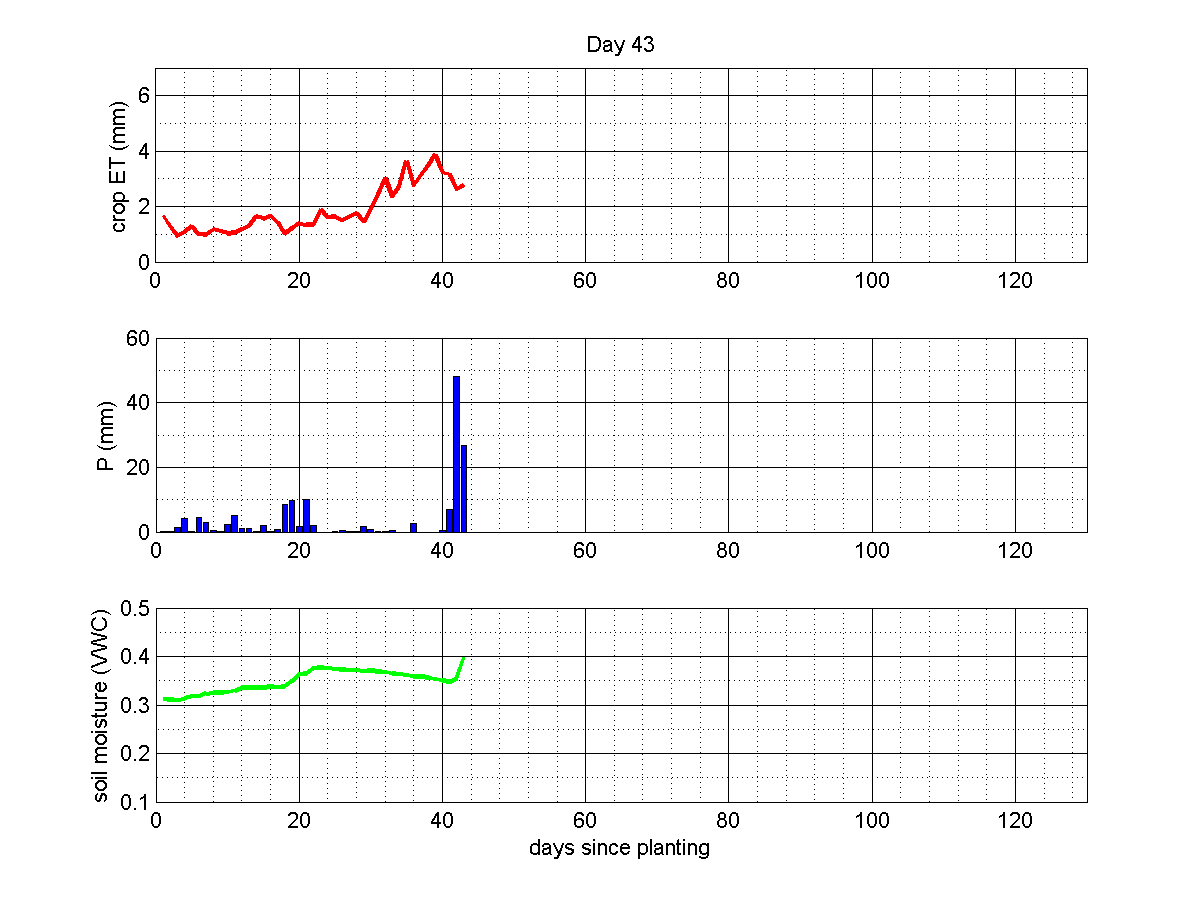 Day 43
crop ET (mm)
6
4
2
0
0 20 40 60 80 100 120
P (mm)
60
40
20
0
0 20 40 60 80 100 120
soil moisture (VWC)
0.5
0.4
0.3
0.2
0.1
0 20 40 60 80 100 120
days since planting